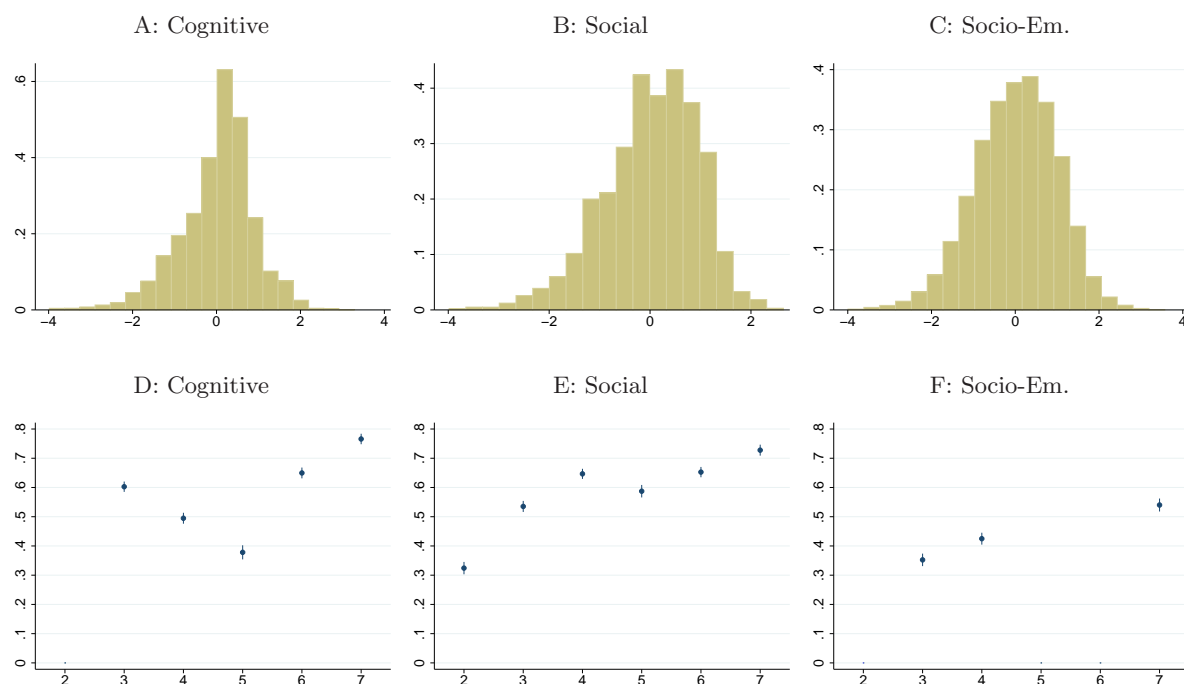 A: Cognitive
B: Social
C: Socio-Em.
0 .2 .4 .6
−4 −2 0 2 4
0 .1 .2 .3 .4
−4 −2 0 2
0 .1 .2 .3 .4
−4 −2 0 2 4
D: Cognitive
E: Social
F: Socio-Em.
0 .1 .2 .3 .4 .5 .6 .7 .8
2 3 4 5 6 7
0 .1 .2 .3 .4 .5 .6 .7 .8
2 3 4 5 6 7
0 .1 .2 .3 .4 .5 .6 .7 .8
2 3 4 5 6 7